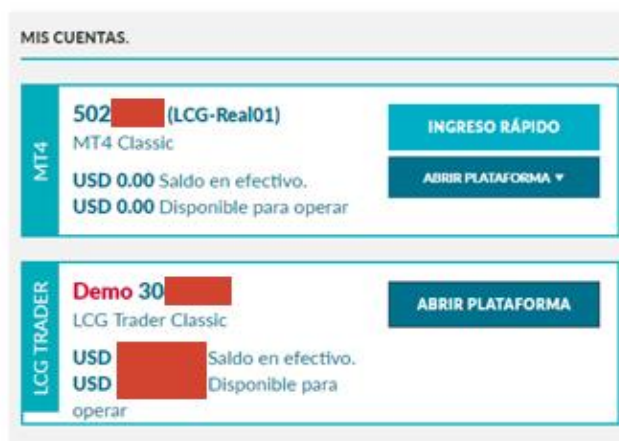 MIS CUENTAS.
MT4
502 (LCG-Real01)
MT4 Classic
USD 0.00 Saldo en efectivo.
USD 0.00 Disponible para operar
INGRESO RÁPIDO
ABRIR PLATAFORMA ▼
LCG TRADER
Demo 30
LCG Trader Classic
USD Saldo en efectivo.
USD Disponible para
operar
ABRIR PLATAFORMA